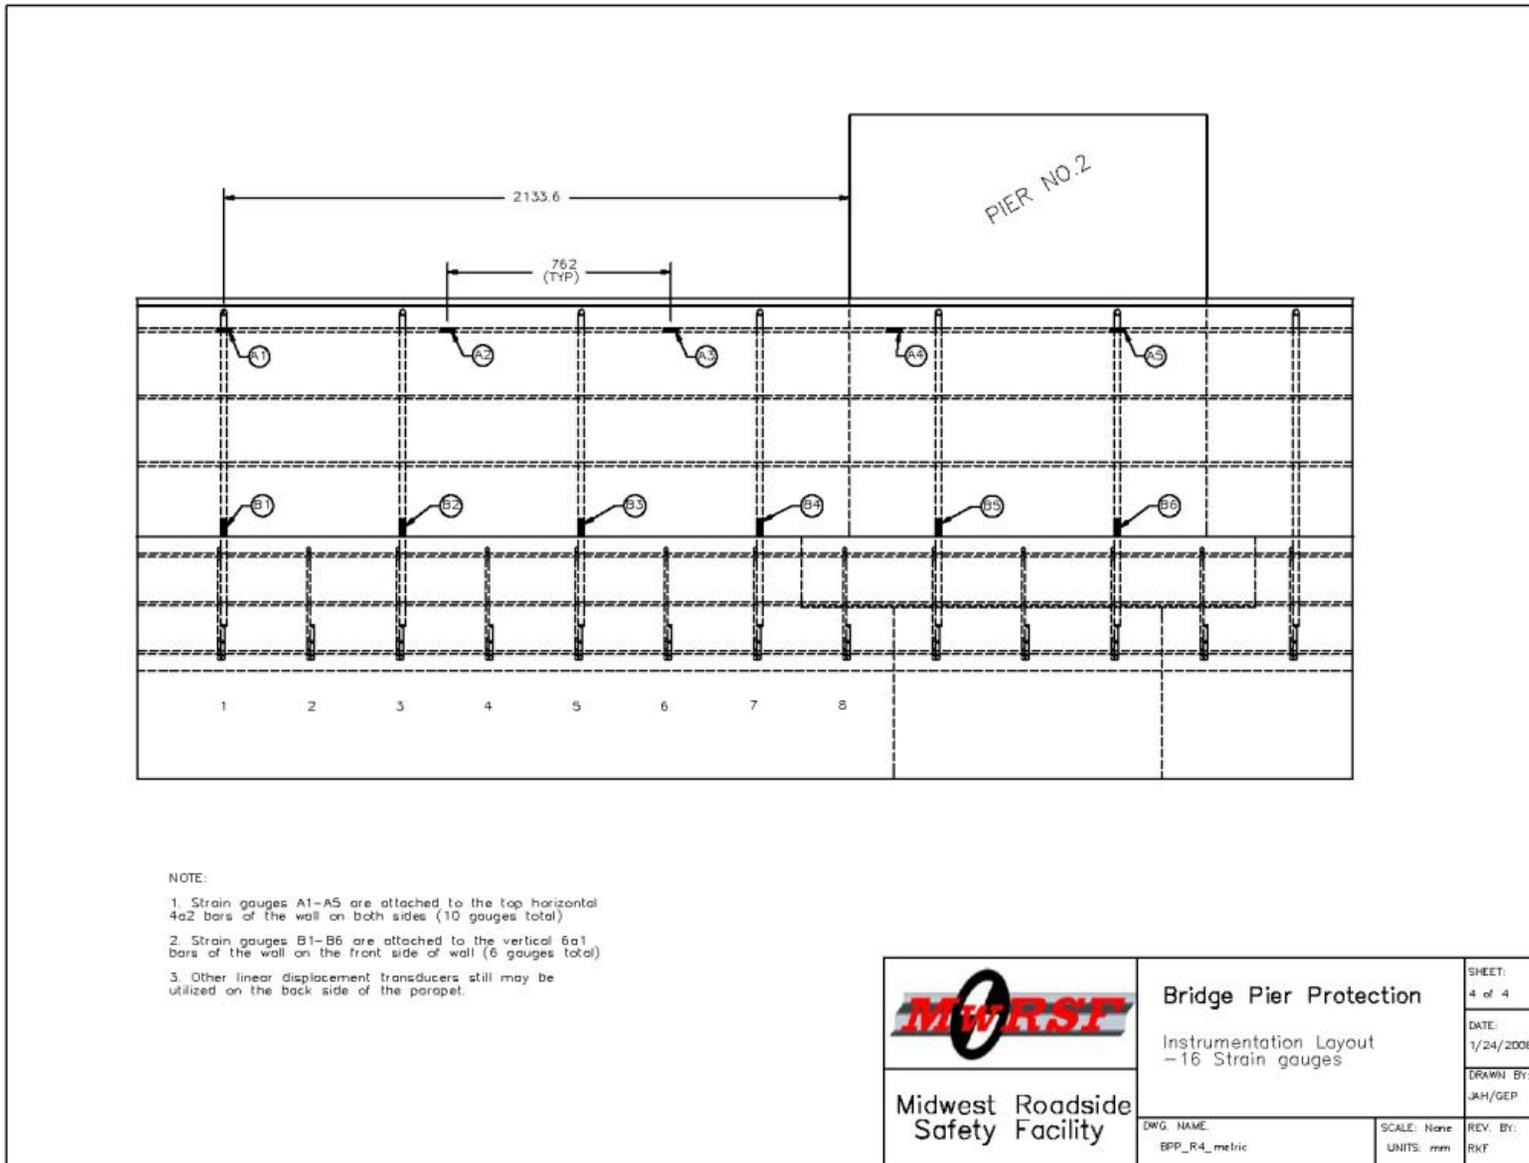 PIER NO.2
2133.6
762
(TYP)
A1
A2
A3
A4
A5
B1
B2
B3
B4
B5
B6
1 2 3 4 5 6 7 8
NOTE:
1. Strain gauges A1-A5 are attached to the top horizontal
4a2 bars of the wall on both sides (10 gauges total)
2. Strain gauges B1-B6 are attached to the vertical 6a1
bars of the wall on the front side of wall (6 gauges total)
3. Other linear displacement transducers still may be
utilized on the back side of the parapet.
MwRSF
Midwest Roadside
Safety Facility
Bridge Pier Protection
Instrumentation Layout
-16 Strain gauges
DWG. NAME.
BPP_R4_metric
SCALE: None
UNITS: mm
SHEET:
4 of 4
DATE:
1/24/2006
DRAWN BY:
JAH/GEP
REV. BY:
RKF